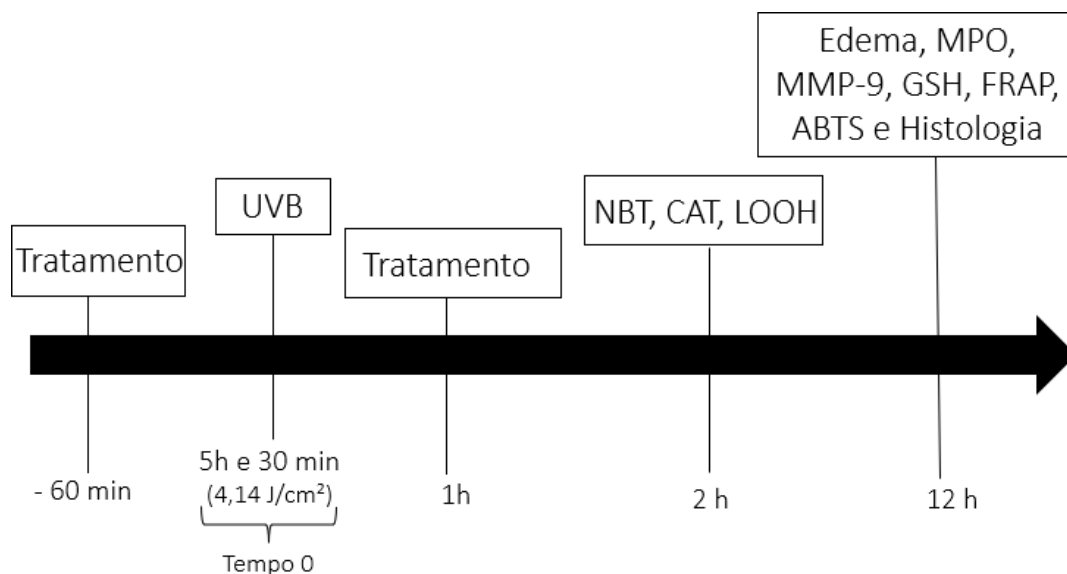 Tratamento
UVB
Tratamento
NBT, CAT, LOOH
Edema, MPO,
MMP-9, GSH, FRAP,
ABTS e Histologia
- 60 min
5h e 30 min
(4,14 J/cm²)
Tempo 0
1h
2 h
12 h